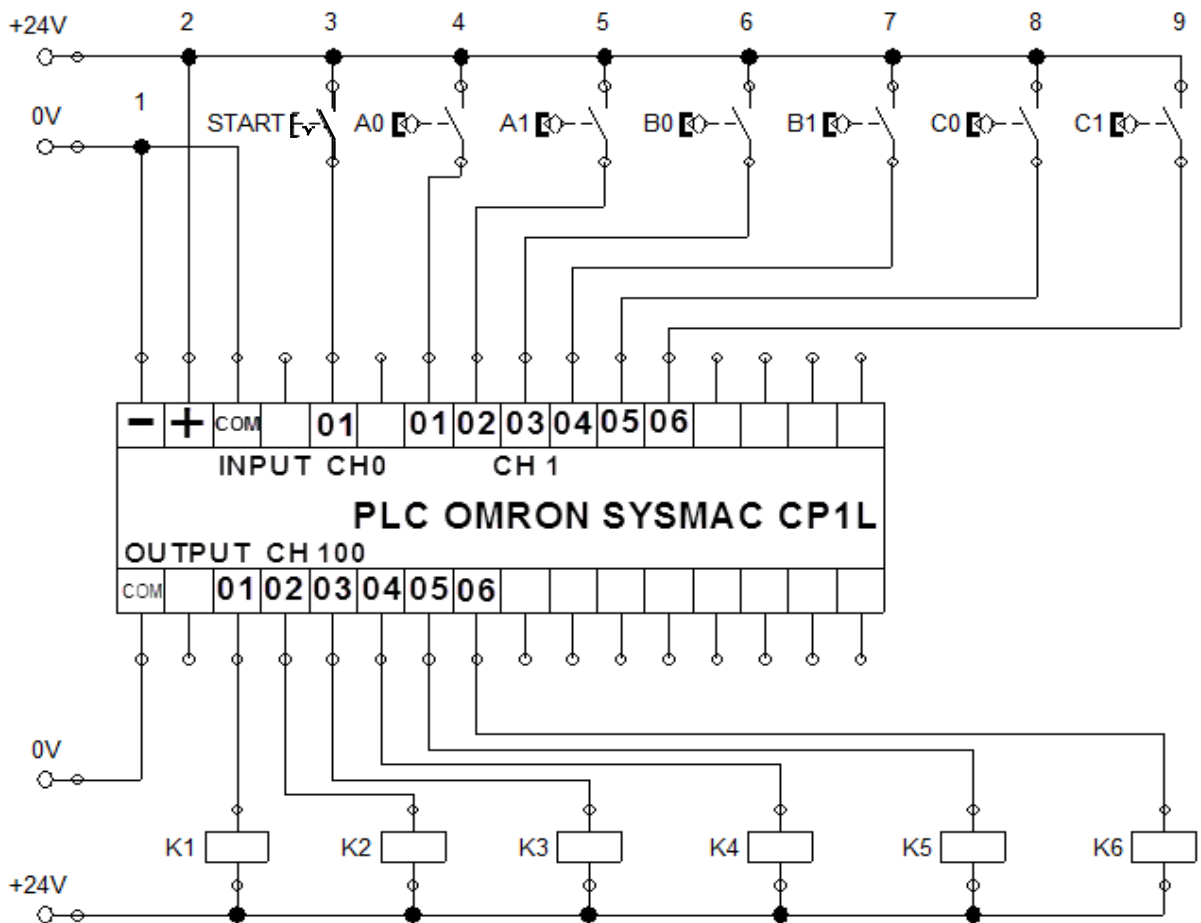 +24V 2 3 4 5 6 7 8 9
0V 1
START A0 A1 B0 B1 C0 C1
- + COM 01 01 02 03 04 05 06
INPUT CH0 CH 1
PLC OMRON SYSMAC CP1L
OUTPUT CH 100
COM 01 02 03 04 05 06
0V
K1 K2 K3 K4 K5 K6
+24V